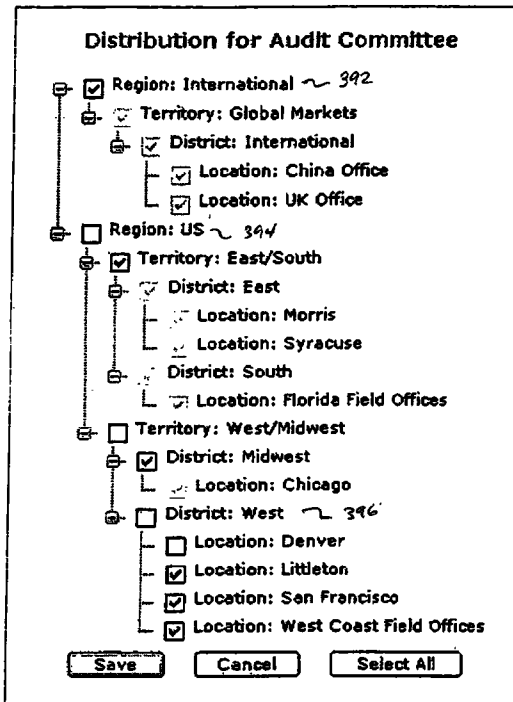 Distribution for Audit Committee
Region: International 392
Territory: Global Markets
District: International
Location: China Office
Location: UK Office
Region: US 394
Territory: East/South
District: East
Location: Morris
Location: Syracuse
District: South
Location: Florida Field Offices
Territory: West/Midwest
District: Midwest
Location: Chicago
District: West 396
Location: Denver
Location: Littleton
Location: San Francisco
Location: West Coast Field Offices
Save Cancel Select All